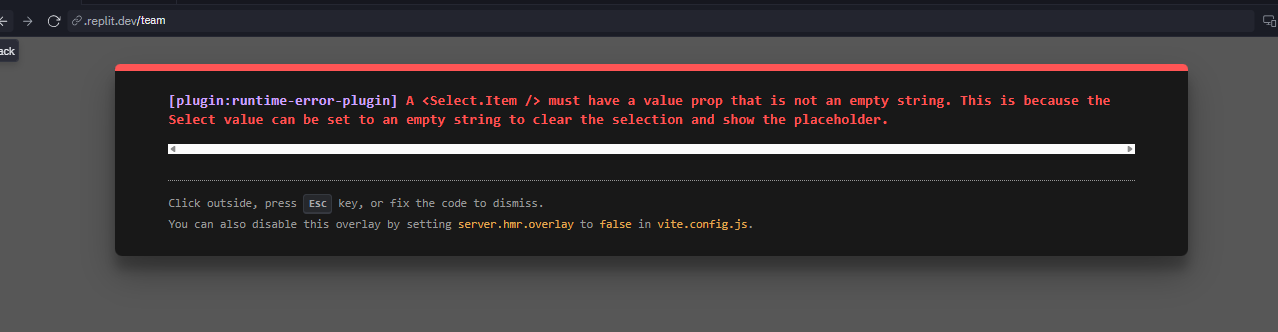 .replit.dev/team
ack
[plugin:runtime-error-plugin] A <Select.Item /> must have a value prop that is not an empty string. This is because the
Select value can be set to an empty string to clear the selection and show the placeholder.
Click outside, press Esc key, or fix the code to dismiss.
You can also disable this overlay by setting server.hmr.overlay to false in vite.config.js.